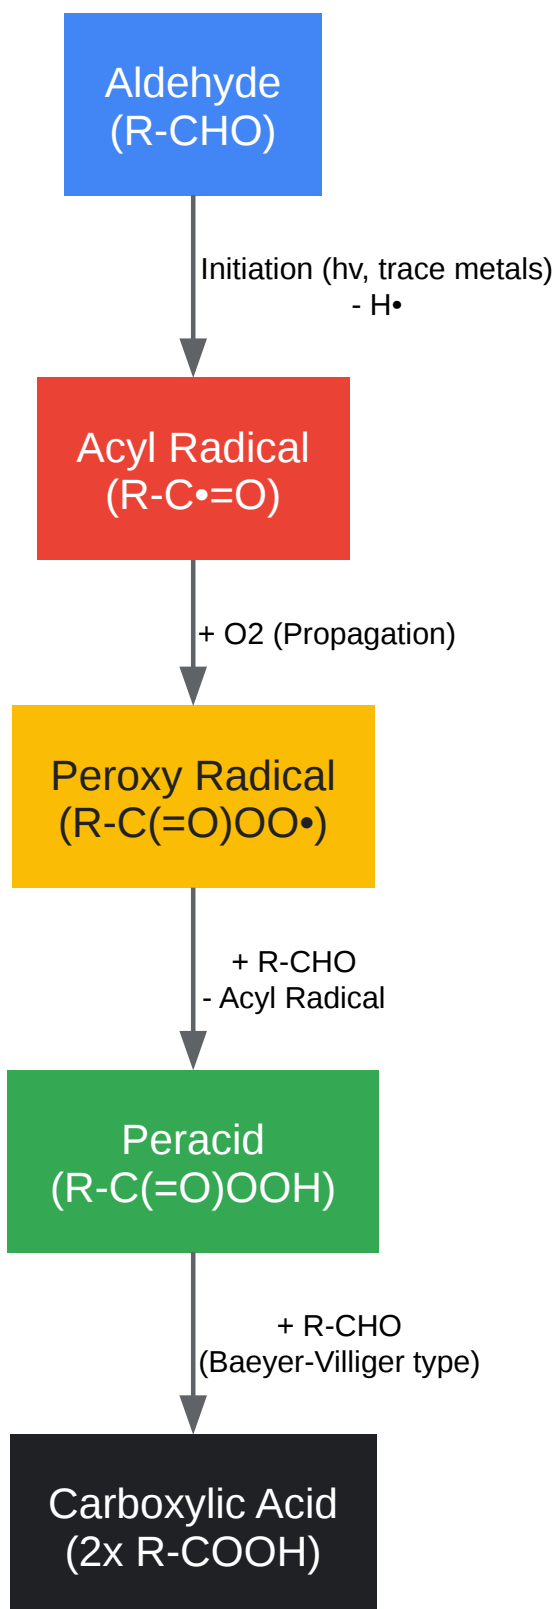 Aldehyde
(R-CHO)
Initiation (hv, trace metals)
- H•
Acyl Radical
(R-C•=O)
+ O2 (Propagation)
Peroxy Radical
(R-C(=O)OO•)
+ R-CHO
- Acyl Radical
Peracid
(R-C(=O)OOH)
+ R-CHO
(Baeyer-Villiger type)
Carboxylic Acid
(2x R-COOH)